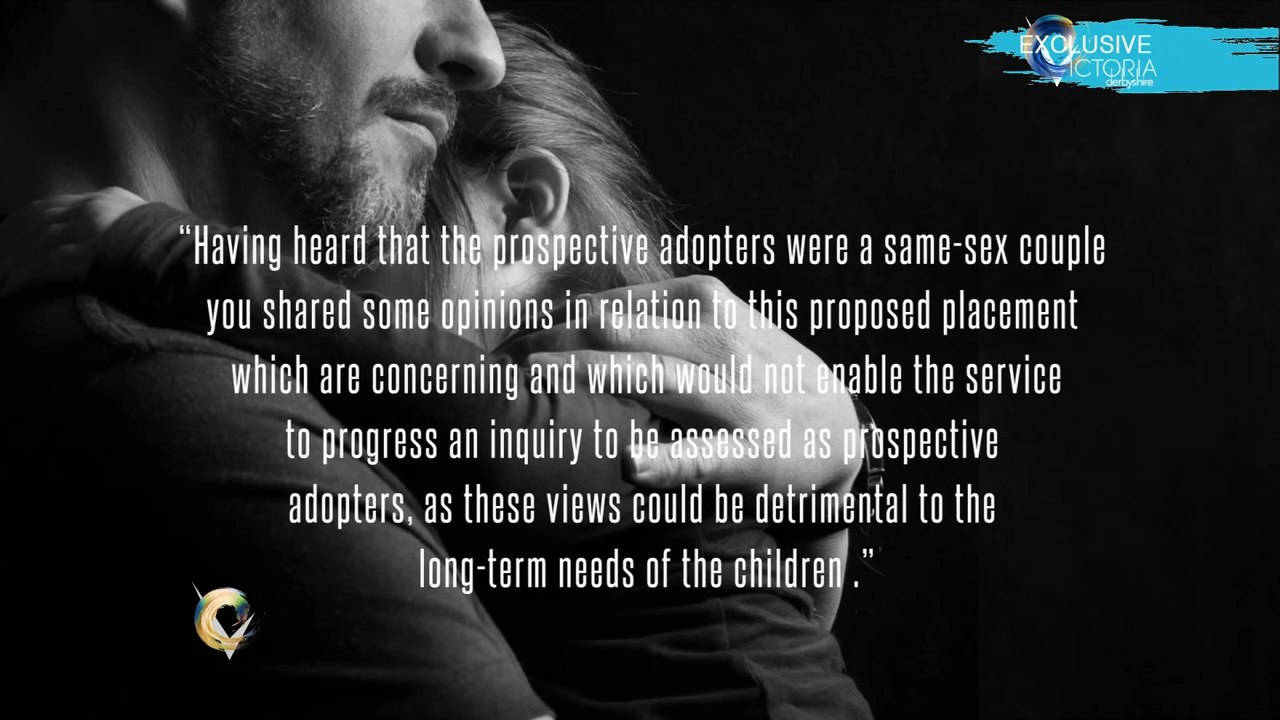 EXCLUSIVE
VICTORIA
derbyshire
“Having heard that the prospective adopters were a same-sex couple
you shared some opinions in relation to this proposed placement
which are concerning and which would not enable the service
to progress an inquiry to be assessed as prospective
adopters, as these views could be detrimental to the
long-term needs of the children .”